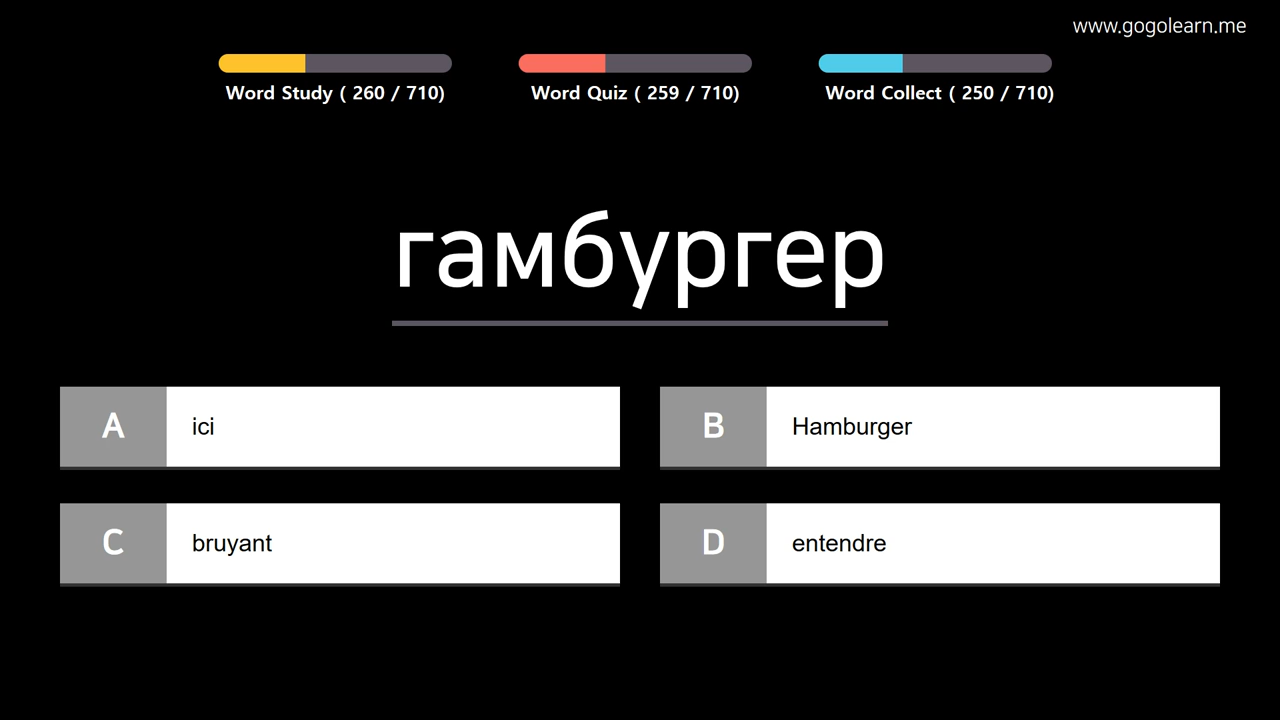 www.gogolearn.me
Word Study ( 260 / 710)
Word Quiz ( 259 / 710)
Word Collect ( 250 / 710)
гамбургер
A ici
B Hamburger
C bruyant
D entendre